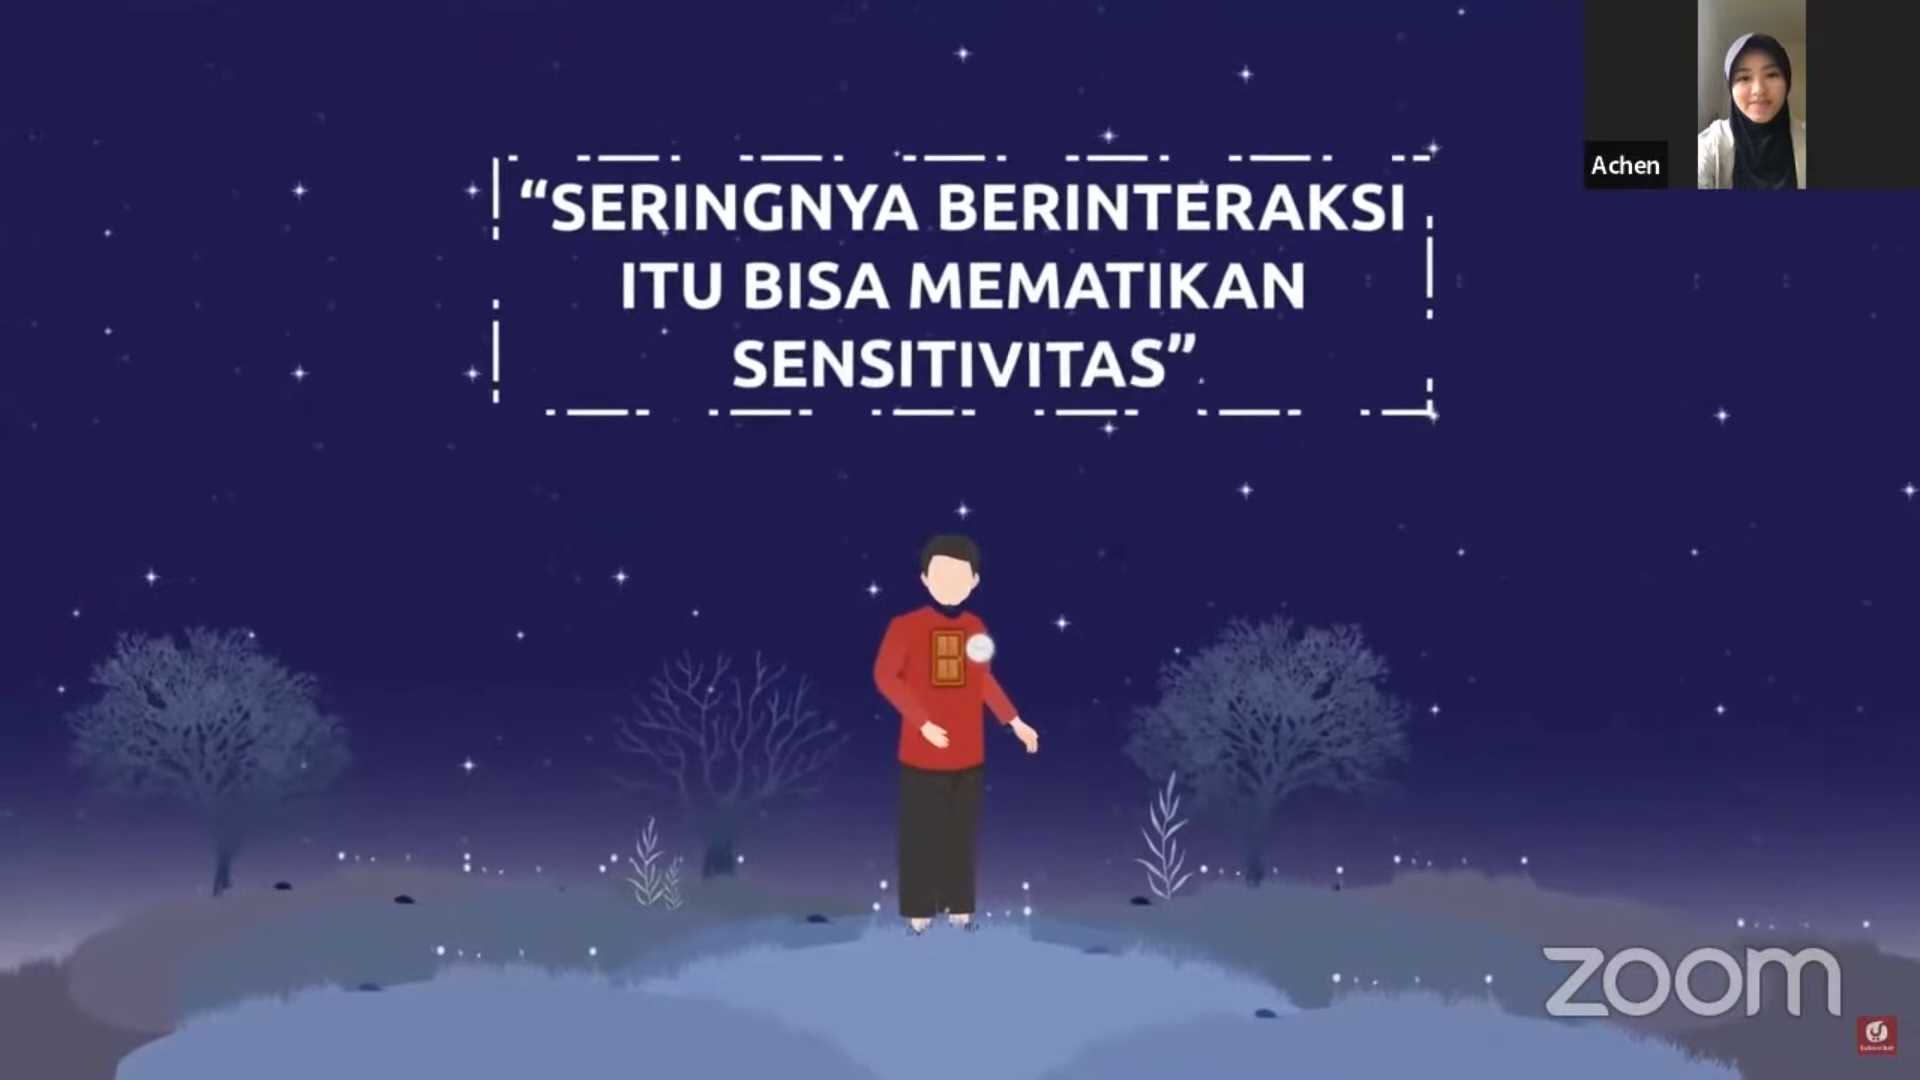 “SERINGNYA BERINTERAKSI
ITU BISA MEMATIKAN
SENSITIVITAS”
Achen
zoom